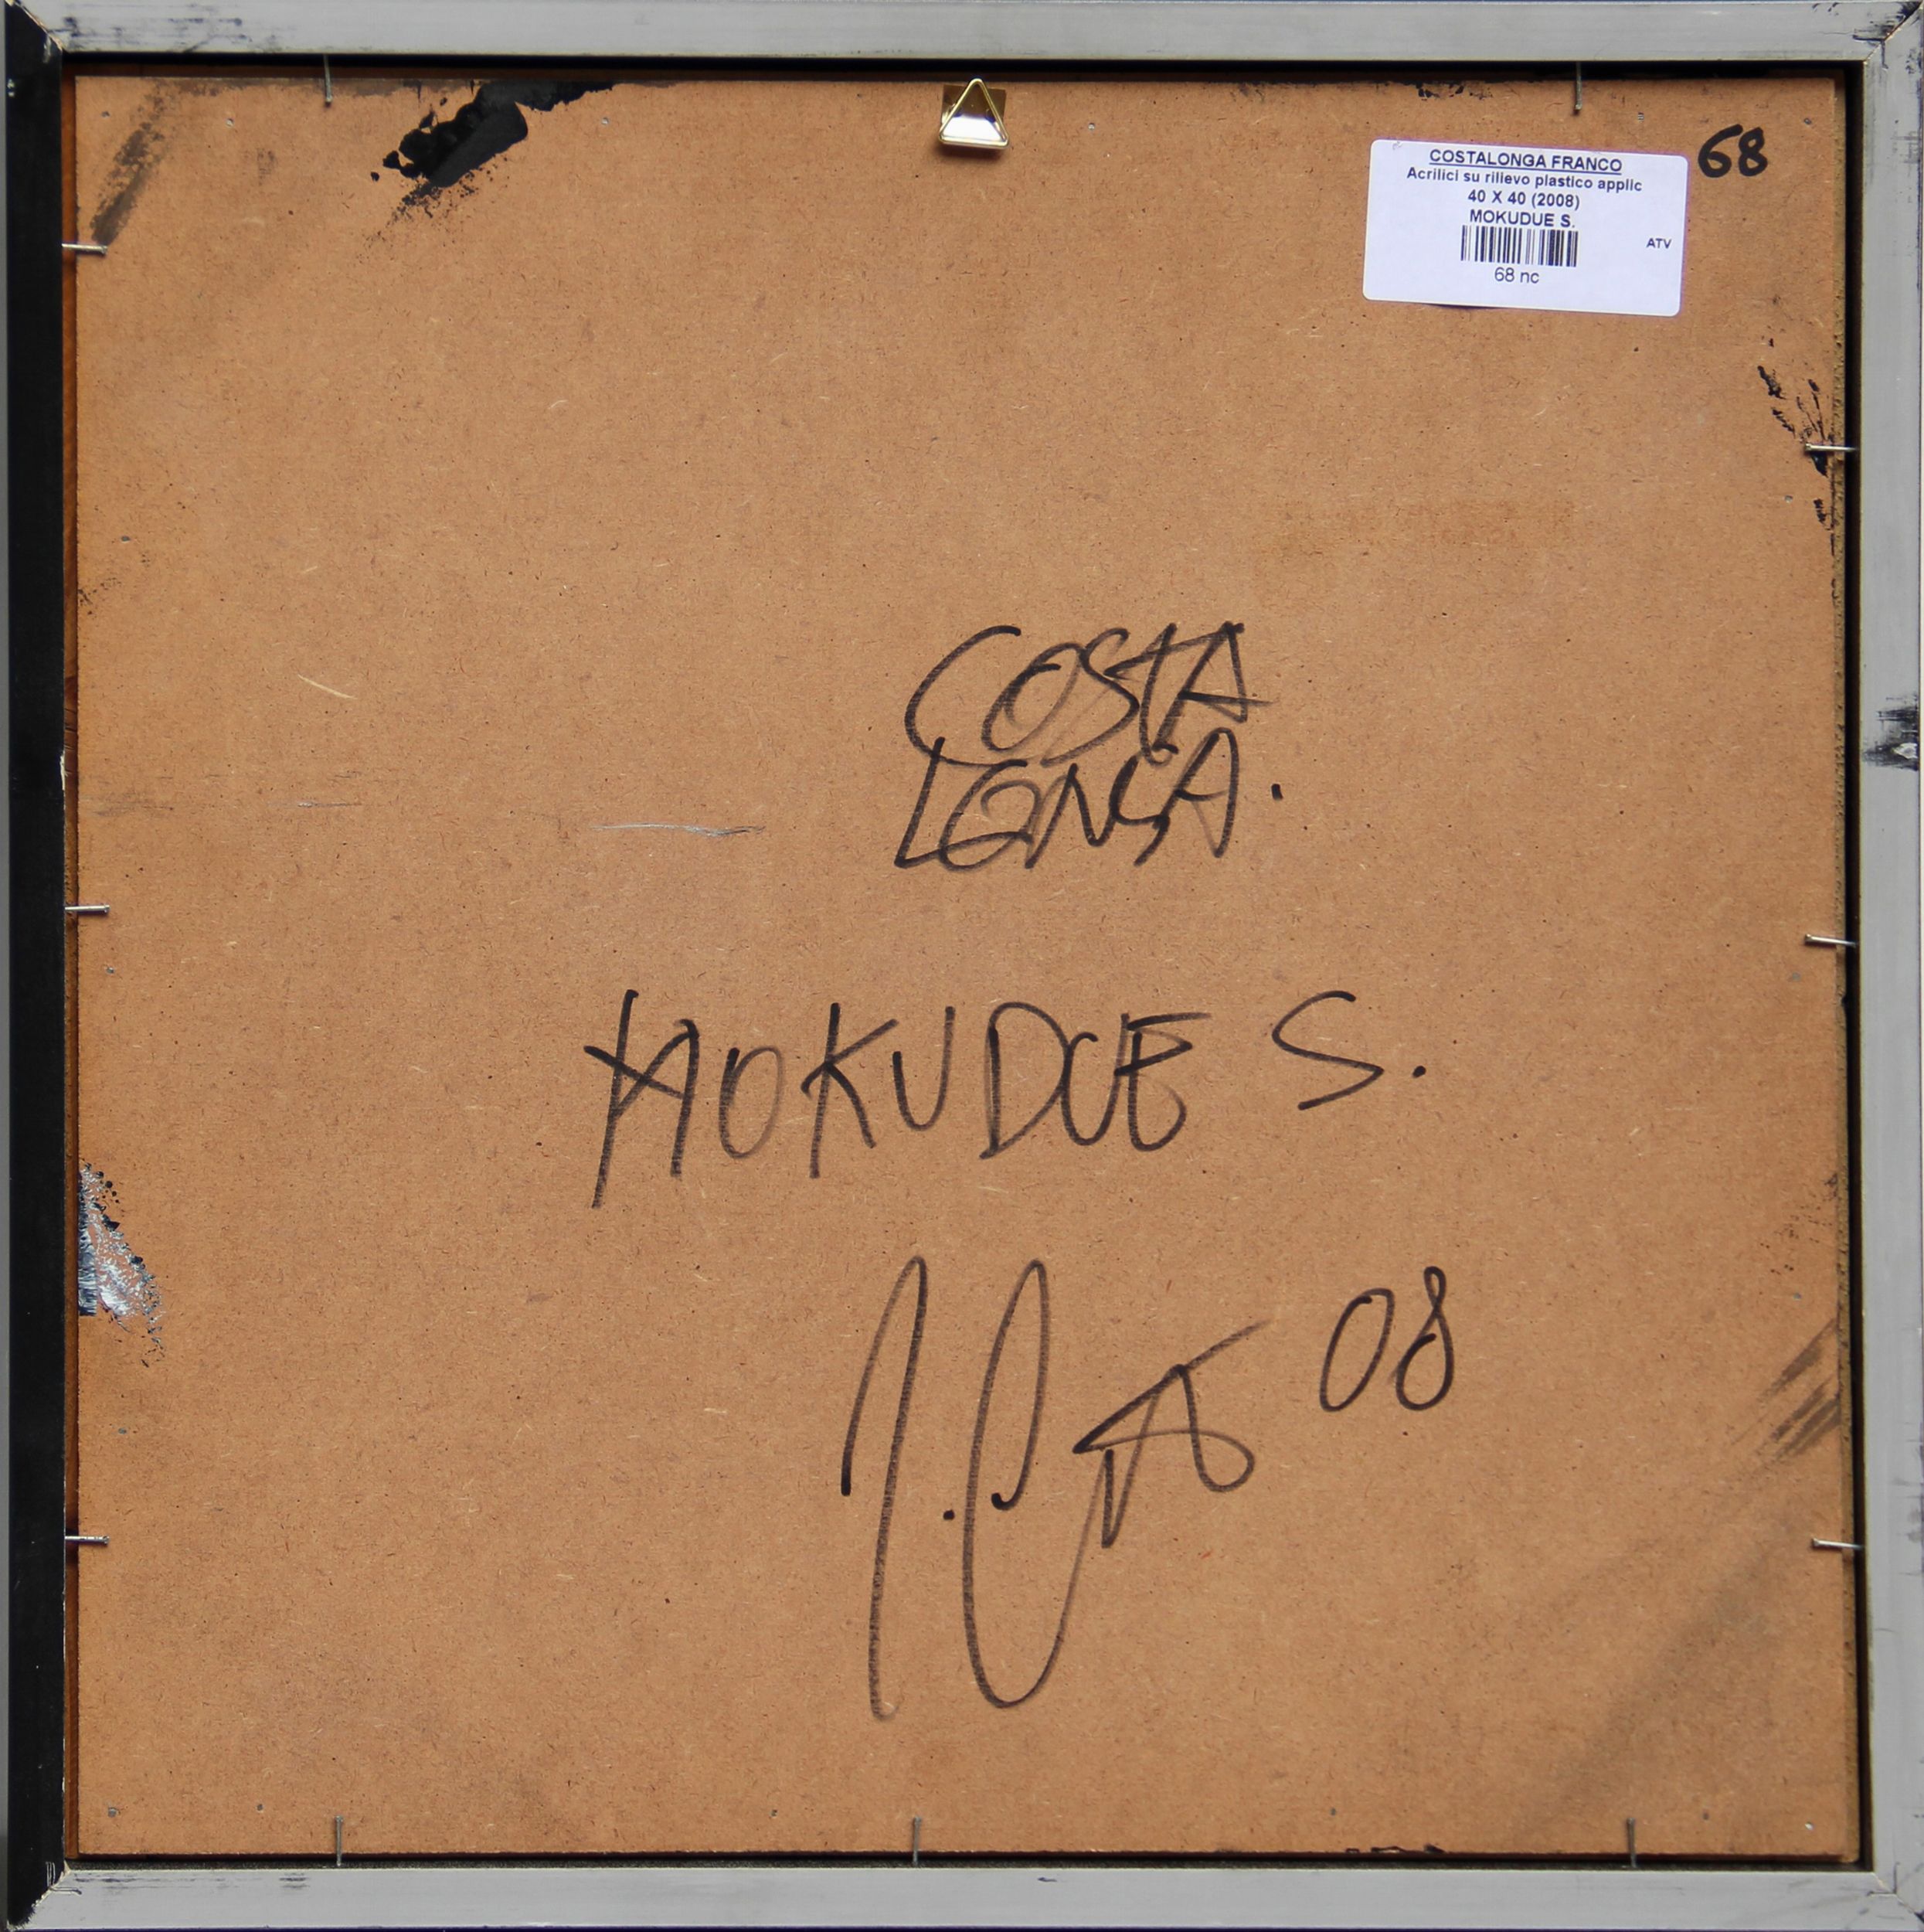 68
COSTALONGA FRANCO
Acrilici su rilievo plastico applic
40 X 40 (2008)
MOKUDUE S.
ATV
68 nc
COSTA
LONGA.
MOKUDUE S.
08